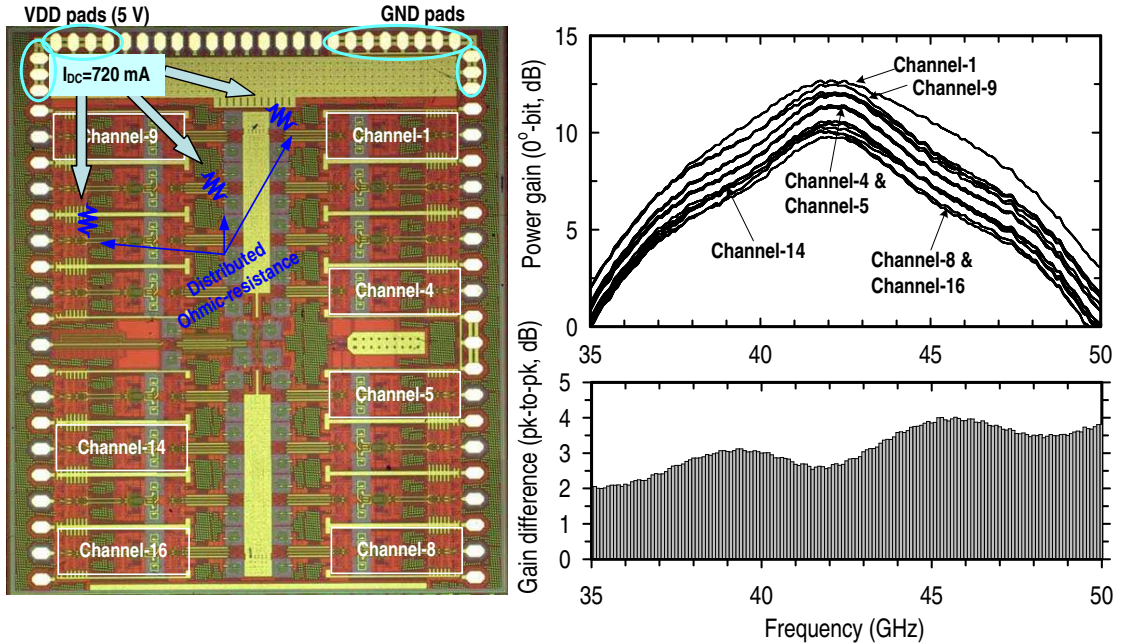 VDD pads (5 V)
GND pads
I_DC=720 mA
Channel-9
Channel-1
Distributed
Ohmic-resistance
Channel-4
Channel-5
Channel-14
Channel-16
Channel-8
Power gain (0⁰-bit, dB)
15
10
5
0
Channel-1
Channel-9
Channel-4 &
Channel-5
Channel-14
Channel-8 &
Channel-16
35
40
45
50
Gain difference (pk-to-pk, dB)
5
4
3
2
1
0
35
40
45
50
Frequency (GHz)